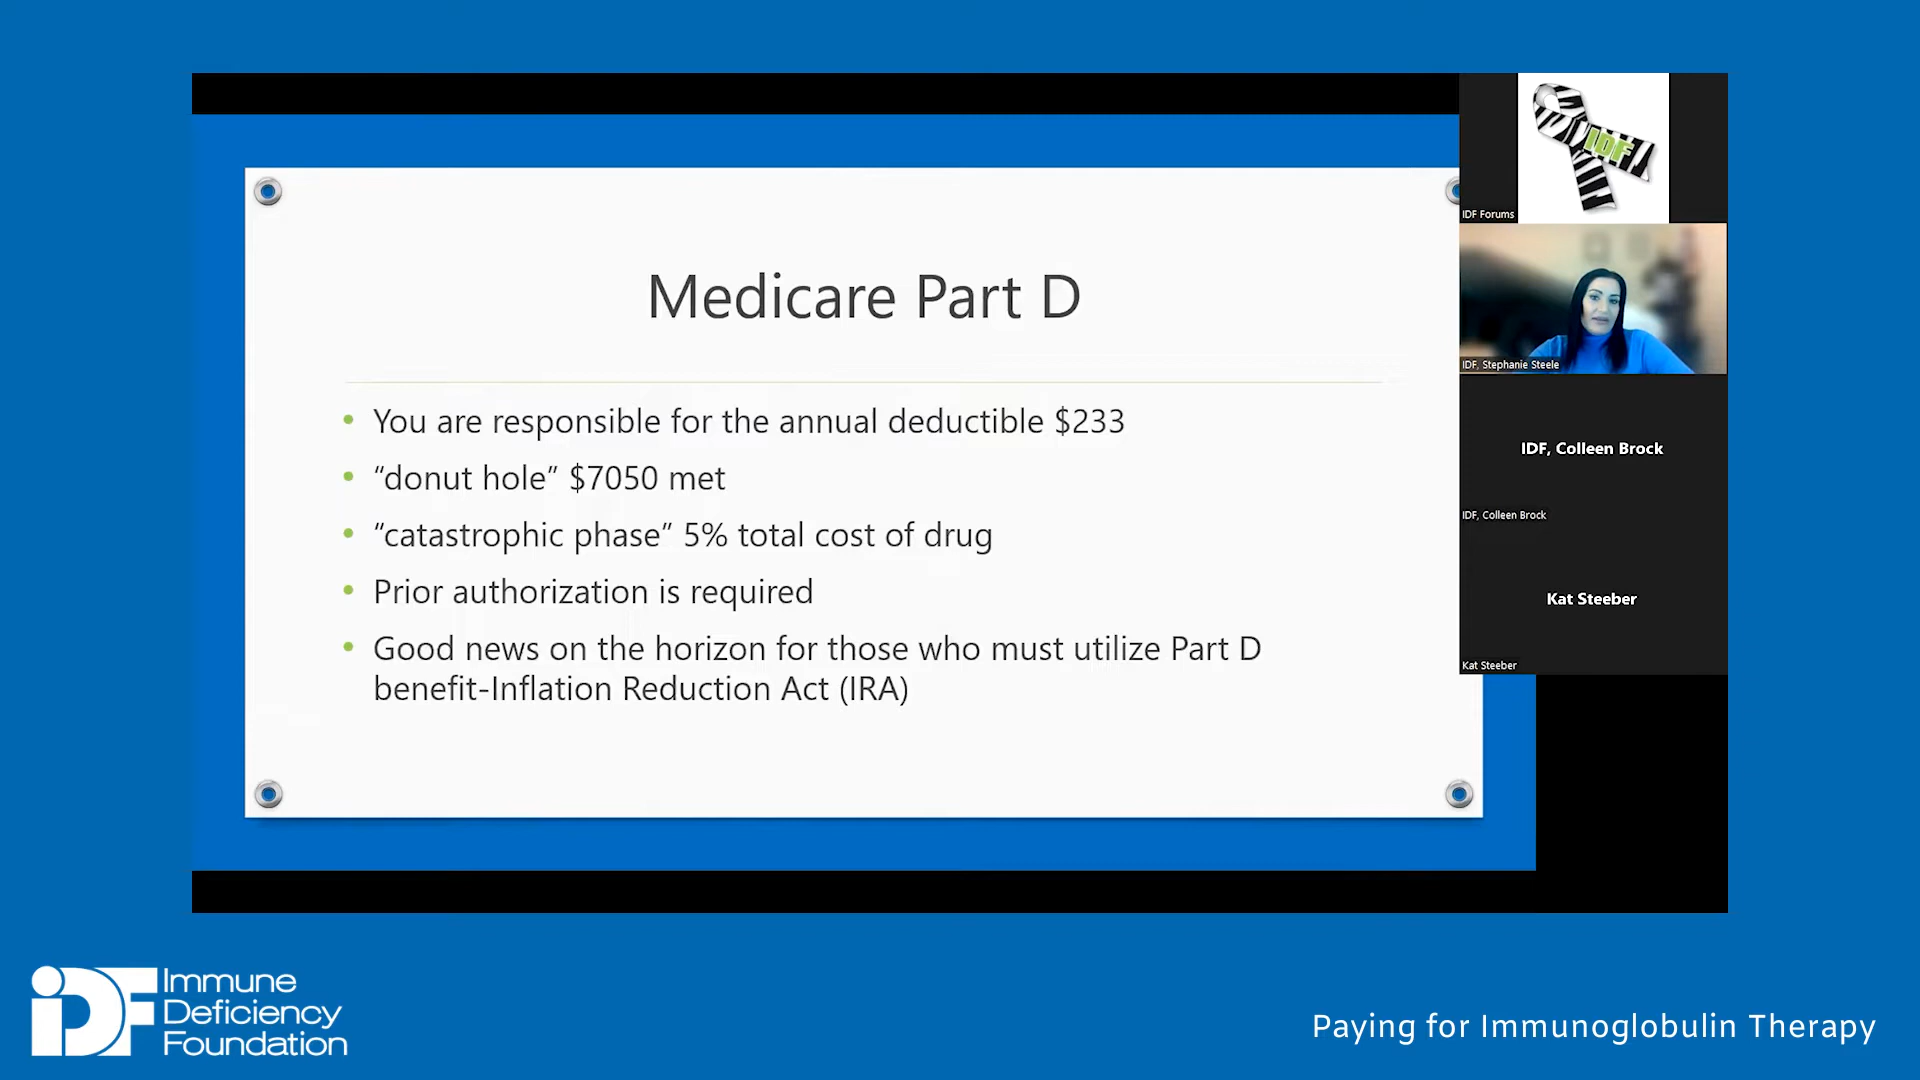 Medicare Part D
• You are responsible for the annual deductible $233
• “donut hole” $7050 met
• “catastrophic phase” 5% total cost of drug
• Prior authorization is required
• Good news on the horizon for those who must utilize Part D
benefit-Inflation Reduction Act (IRA)
IDF
IDF Forums
IDF, Stephanie Steele
IDF, Colleen Brock
IDF, Colleen Brock
Kat Steeber
Kat Steeber
IDF
Immune
Deficiency
Foundation
Paying for Immunoglobulin Therapy